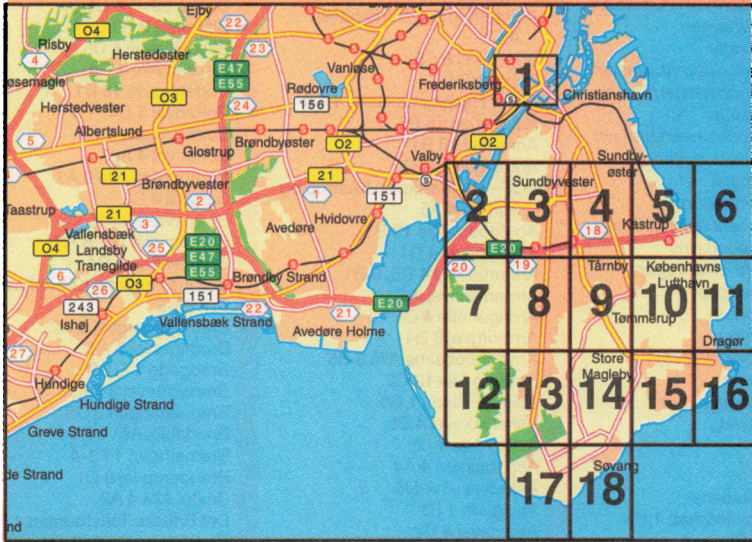 Ejby
22
O4
Risby
23
4
Herstedøster
E47
E55
Vanløse
Frederiksberg
1
S
Christianshavn
øsemagle
Rødovre
O3
24
156
Herstedvester
Albertslund
5
Glostrup
Brøndbyøster
O2
O2
Valby
S
Sundby-
øster
21
21
Brøndbyvester
1
151
Sundbyvester
2
3
4
5
6
Taastrup
21
2
3
Hvidovre
Avedøre
18
Kastrup
Vallensbæk
Landsby
O4
25
E20
E47
E55
E20
Tranegilde
6
26
O3
Brøndby Strand
20
19
Tårnby
Københavns
Lufthavn
243
151
22
21
E20
7
8
9
10
11
Ishøj
Vallensbæk Strand
Avedøre Holme
Tømmerup
Dragør
27
Hundige
Store
Magleby
12
13
14
15
16
Hundige Strand
Greve Strand
de Strand
Søvang
17
18
nd